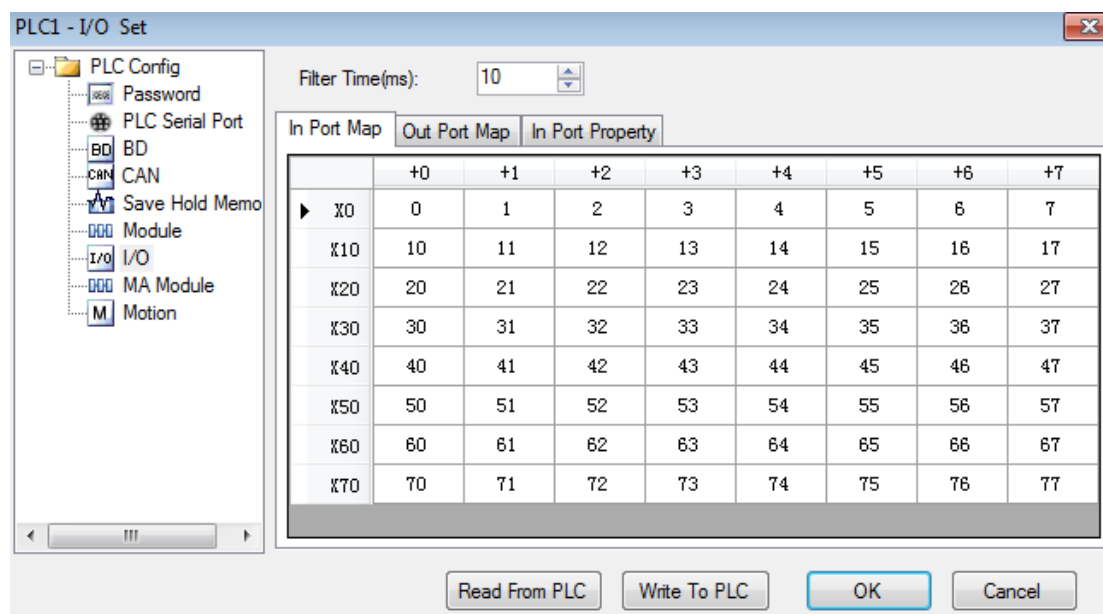 PLC1 - I/O Set
PLC Config
Password
PLC Serial Port
BD BD
CAN CAN
Save Hold Memo
Module
I/O I/O
MA Module
M Motion
Filter Time(ms): 10
In Port Map Out Port Map In Port Property
+0 +1 +2 +3 +4 +5 +6 +7
X0 0 1 2 3 4 5 6 7
X10 10 11 12 13 14 15 16 17
X20 20 21 22 23 24 25 26 27
X30 30 31 32 33 34 35 36 37
X40 40 41 42 43 44 45 46 47
X50 50 51 52 53 54 55 56 57
X60 60 61 62 63 64 65 66 67
X70 70 71 72 73 74 75 76 77
Read From PLC Write To PLC OK Cancel